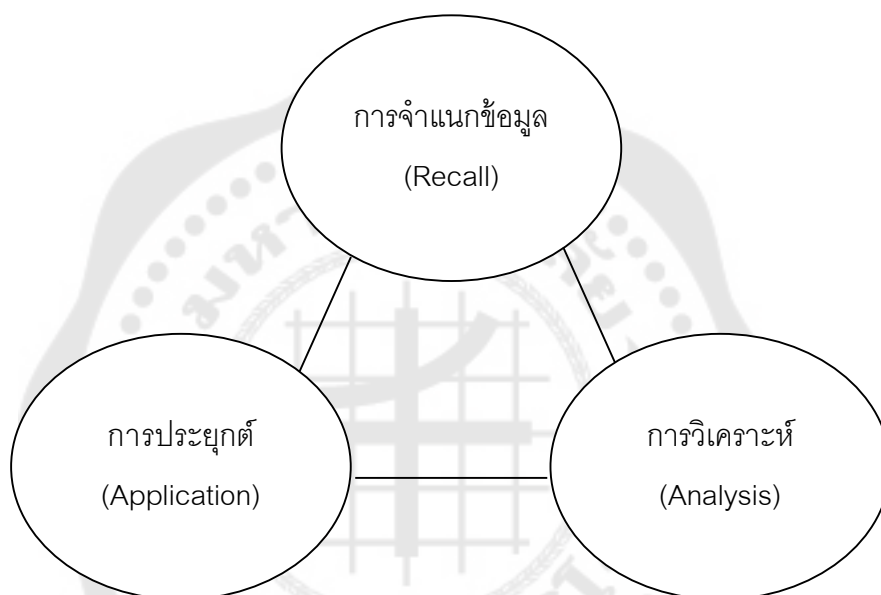 การจำแนกข้อมูล
(Recall)
การประยุกต์
(Application)
การวิเคราะห์
(Analysis)